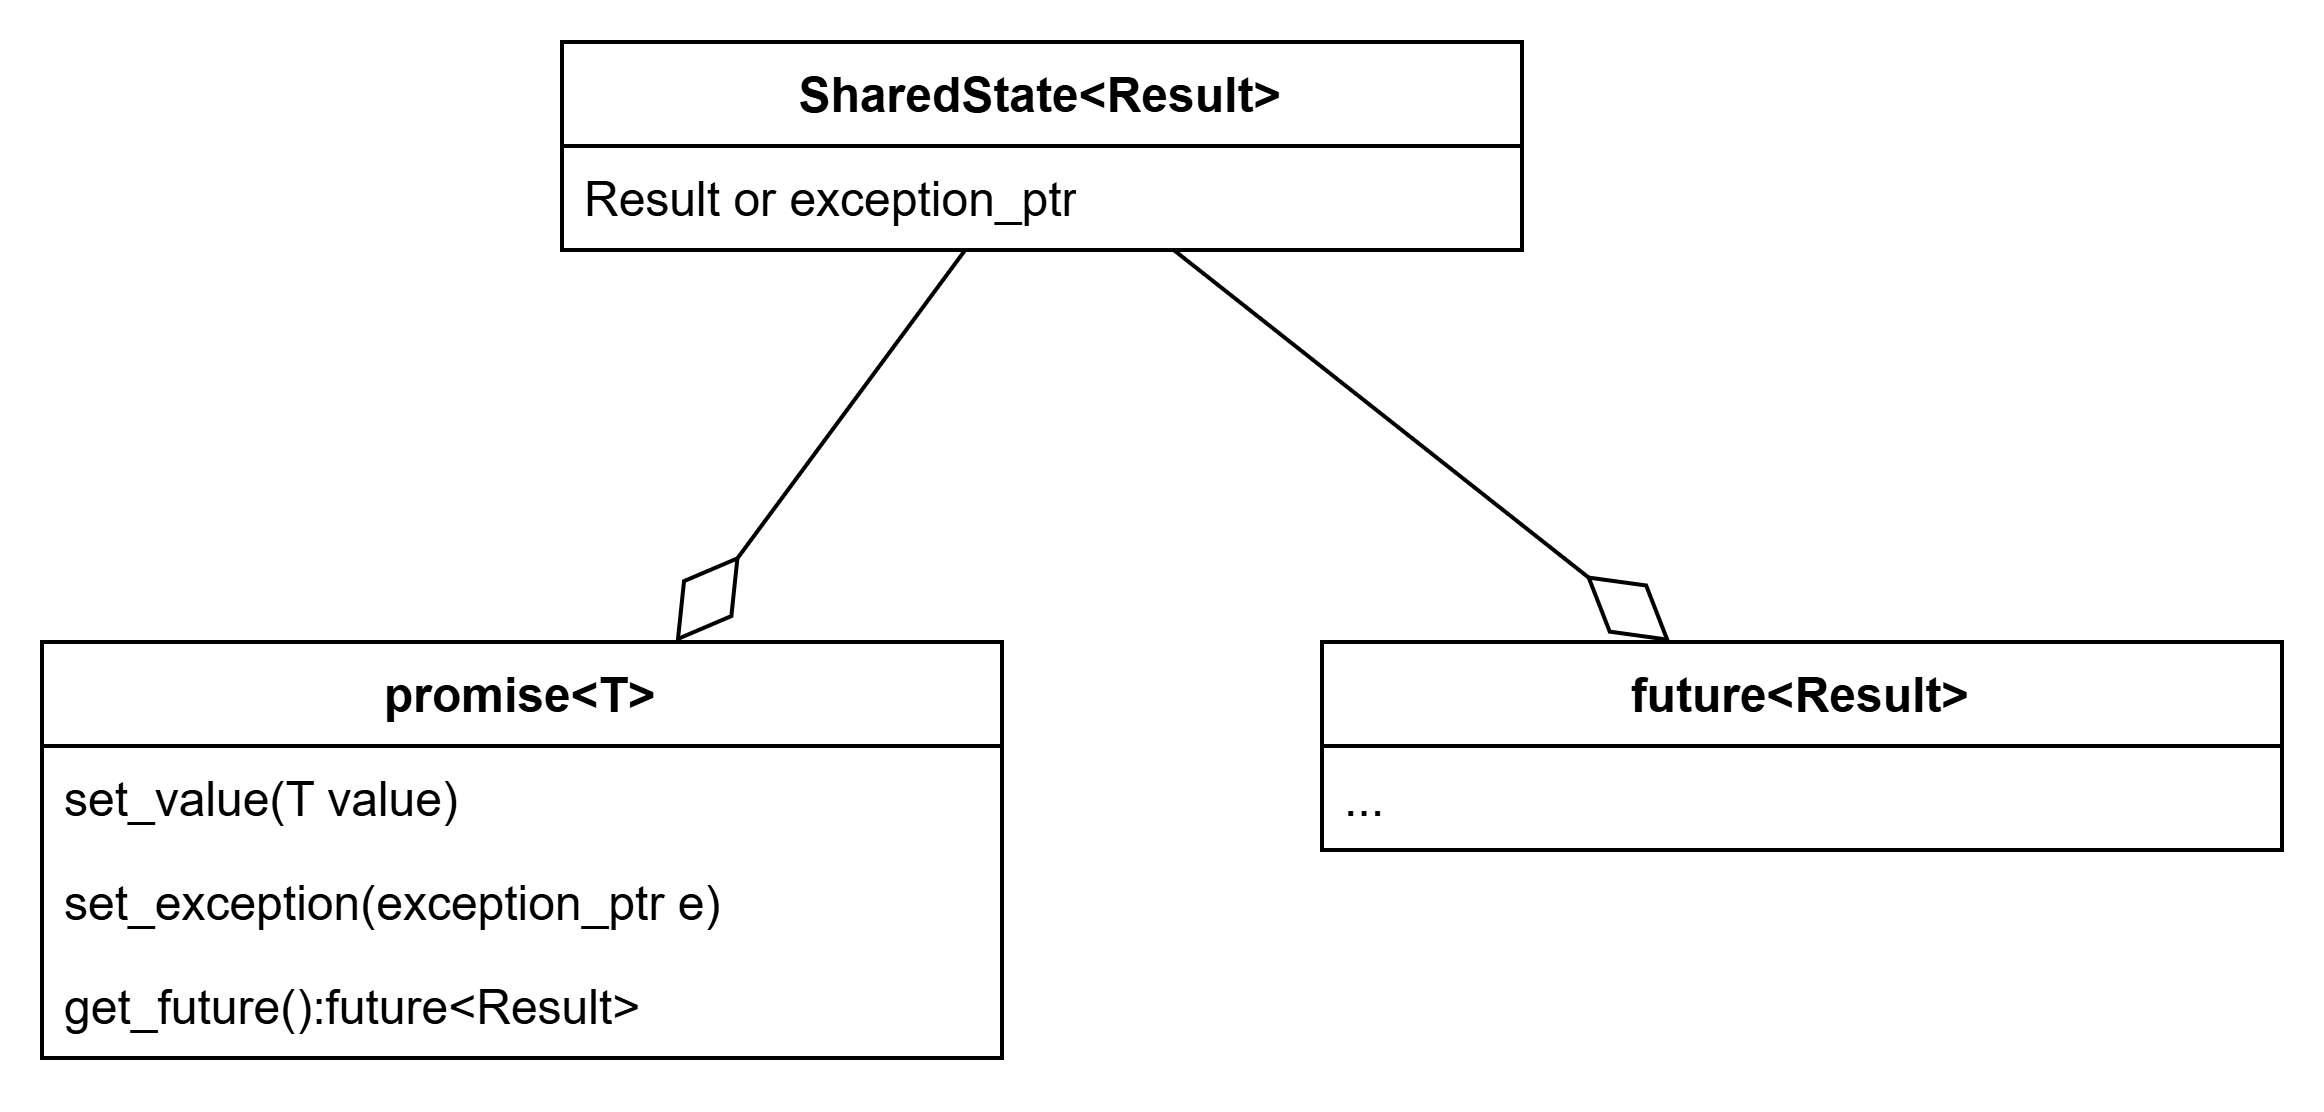 SharedState<Result>
Result or exception_ptr
promise<T>
set_value(T value)
set_exception(exception_ptr e)
get_future():future<Result>
future<Result>
...